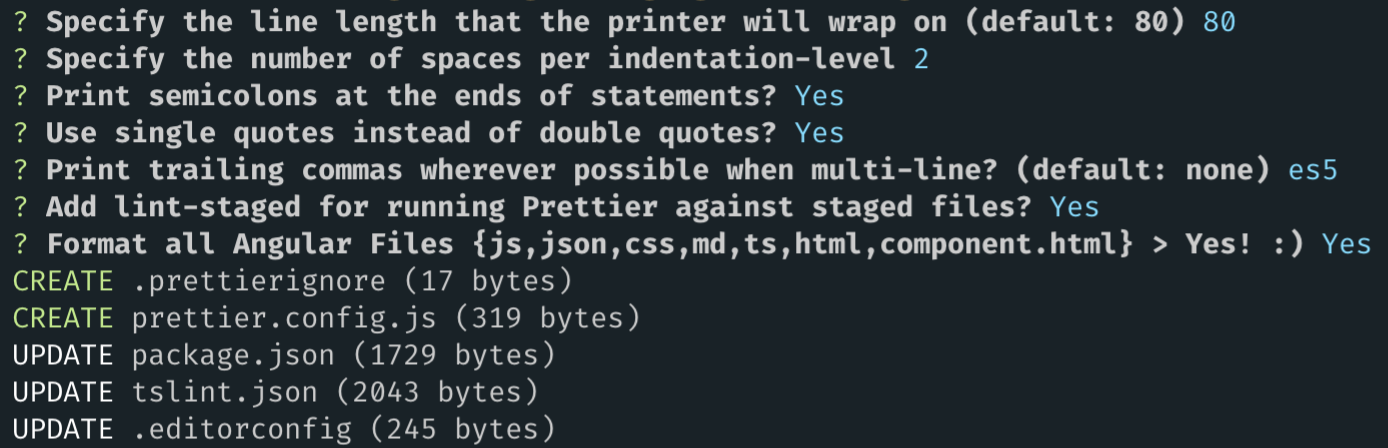 ? Specify the line length that the printer will wrap on (default: 80) 80
? Specify the number of spaces per indentation-level 2
? Print semicolons at the ends of statements? Yes
? Use single quotes instead of double quotes? Yes
? Print trailing commas wherever possible when multi-line? (default: none) es5
? Add lint-staged for running Prettier against staged files? Yes
? Format all Angular Files {js,json,css,md,ts,html,component.html} > Yes! :) Yes
CREATE .prettierignore (17 bytes)
CREATE prettier.config.js (319 bytes)
UPDATE package.json (1729 bytes)
UPDATE tslint.json (2043 bytes)
UPDATE .editorconfig (245 bytes)